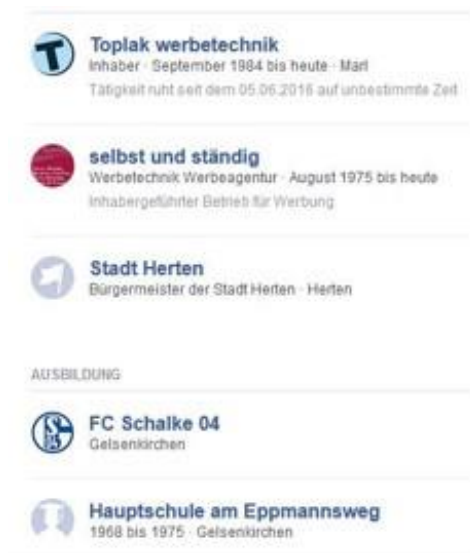 Toplak werbetechnik
Inhaber · September 1984 bis heute · Marl
Tätigkeit ruht seit dem 05.06.2016 auf unbestimmte Zeit
selbst und ständig
Werbetechnik Werbeagentur · August 1975 bis heute
Inhabergeführter Betrieb für Werbung
Stadt Herten
Bürgermeister der Stadt Herten · Herten
AUSBILDUNG
FC Schalke 04
Gelsenkirchen
Hauptschule am Eppmannsweg
1968 bis 1975 · Gelsenkirchen